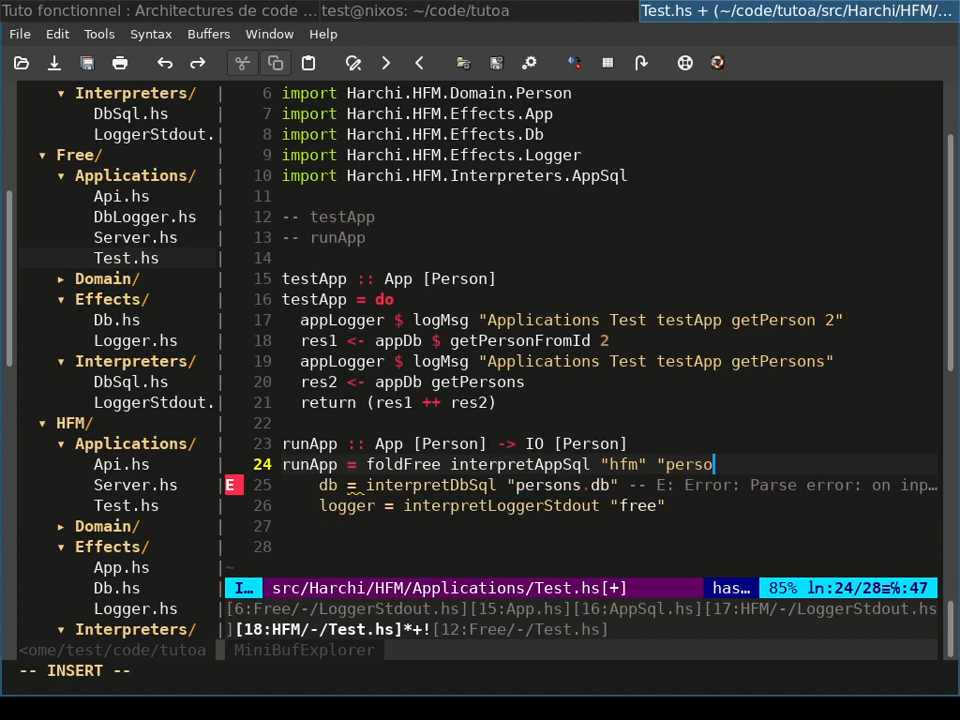 Tuto fonctionnel : Architectures de code ... test@nixos: ~/code/tutoa Test.hs + (~/code/tutoa/src/Harchi/HFM/...
File Edit Tools Syntax Buffers Window Help
▾ Interpreters/ | 6 import Harchi.HFM.Domain.Person
DbSql.hs | 7 import Harchi.HFM.Effects.App
LoggerStdout.| 8 import Harchi.HFM.Effects.Db
▾ Free/ | 9 import Harchi.HFM.Effects.Logger
▾ Applications/ | 10 import Harchi.HFM.Interpreters.AppSql
Api.hs | 11
DbLogger.hs | 12 -- testApp
Server.hs | 13 -- runApp
Test.hs | 14
▸ Domain/ | 15 testApp :: App [Person]
▾ Effects/ | 16 testApp = do
Db.hs | 17 appLogger $ logMsg "Applications Test testApp getPerson 2"
Logger.hs | 18 res1 <- appDb $ getPersonFromId 2
▾ Interpreters/ | 19 appLogger $ logMsg "Applications Test testApp getPersons"
DbSql.hs | 20 res2 <- appDb getPersons
LoggerStdout.| 21 return (res1 ++ res2)
▾ HFM/ | 22
▾ Applications/ | 23 runApp :: App [Person] -> IO [Person]
Api.hs | 24 runApp = foldFree interpretAppSql "hfm" "perso
Server.hs |E 25 db = interpretDbSql "persons.db" -- E: Error: Parse error: on inp...
Test.hs | 26 logger = interpretLoggerStdout "free"
▸ Domain/ | 27
▾ Effects/ | 28
App.hs |~
Db.hs | I... src/Harchi/HFM/Applications/Test.hs[+] has... 85% ln:24/28≡℅:47
Logger.hs |[6:Free/-/LoggerStdout.hs][15:App.hs][16:AppSql.hs][17:HFM/-/LoggerStdout.hs
▾ Interpreters/ |][18:HFM/-/Test.hs]*+![12:Free/-/Test.hs]
<ome/test/code/tutoa MiniBufExplorer
-- INSERT --